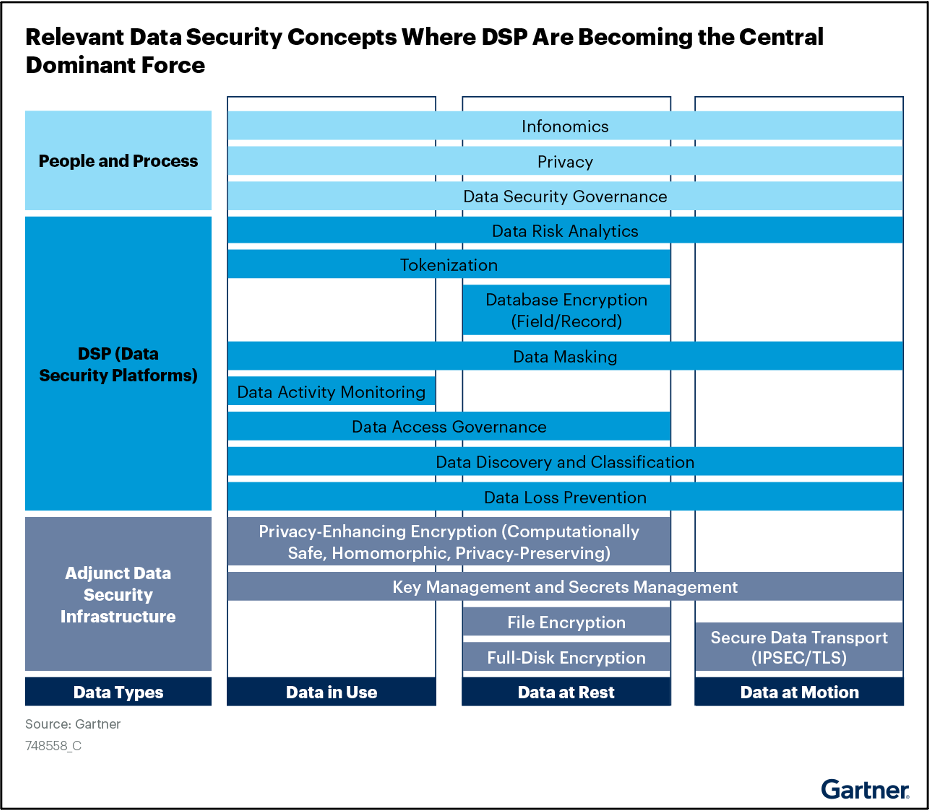 Relevant Data Security Concepts Where DSP Are Becoming the Central
Dominant Force
People and Process
Infonomics
Privacy
Data Security Governance
DSP (Data
Security Platforms)
Data Risk Analytics
Tokenization
Database Encryption
(Field/Record)
Data Masking
Data Activity Monitoring
Data Access Governance
Data Discovery and Classification
Data Loss Prevention
Adjunct Data
Security
Infrastructure
Privacy-Enhancing Encryption (Computationally
Safe, Homomorphic, Privacy-Preserving)
Key Management and Secrets Management
File Encryption
Full-Disk Encryption
Secure Data Transport
(IPSEC/TLS)
Data Types
Data in Use
Data at Rest
Data at Motion
Source: Gartner
748558_C
Gartner